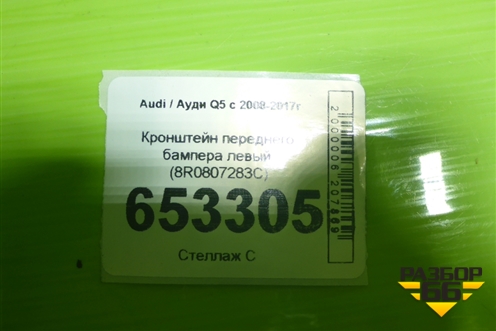 Audi / Ауди Q5 с 2008-2017г
Кронштейн переднего
бампера левый
(8R0807283C)
653305
Стеллаж С
2000006207469
РАЗБОР
66